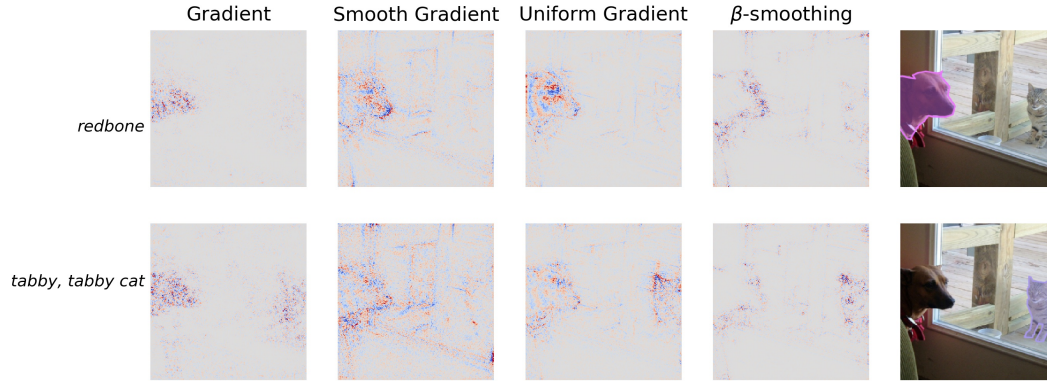 Gradient Smooth Gradient Uniform Gradient β-smoothing
redbone
tabby, tabby cat